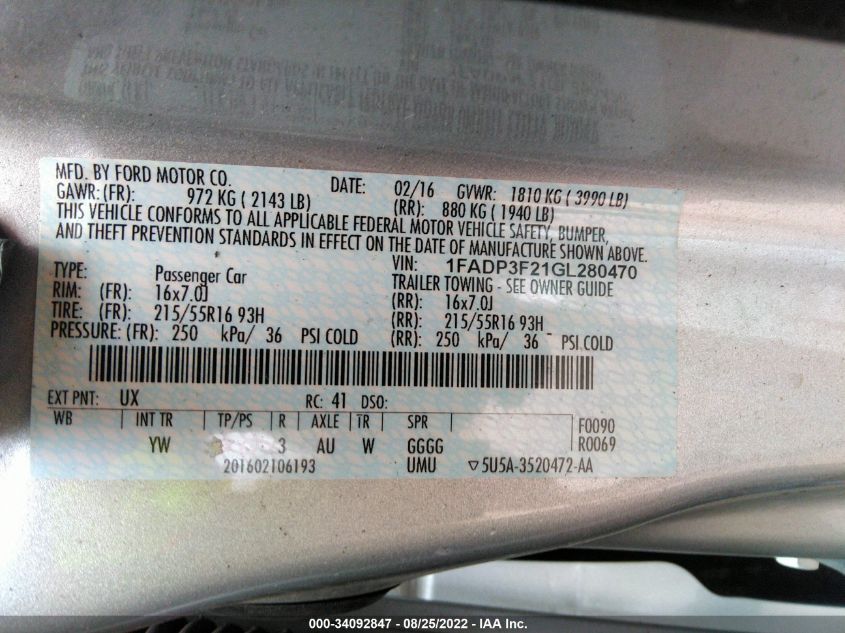 MFD. BY FORD MOTOR CO. DATE: 02/16 GVWR: 1810 KG ( 3990 LB)
GAWR: (FR): 972 KG ( 2143 LB) (RR): 880 KG ( 1940 LB)
THIS VEHICLE CONFORMS TO ALL APPLICABLE FEDERAL MOTOR VEHICLE SAFETY, BUMPER,
AND THEFT PREVENTION STANDARDS IN EFFECT ON THE DATE OF MANUFACTURE SHOWN ABOVE.
VIN: 1FADP3F21GL280470
TYPE: Passenger Car TRAILER TOWING - SEE OWNER GUIDE
RIM: (FR): 16x7.0J (RR): 16x7.0J
TIRE: (FR): 215/55R16 93H (RR): 215/55R16 93H
PRESSURE: (FR): 250 kPa/ 36 PSI COLD (RR): 250 kPa/ 36 PSI COLD
EXT PNT: UX RC: 41 DSO:
WB INT TR TP/PS R AXLE TR SPR F0090
YW 3 AU W GGGG R0069
201602106193 UMU ▽5U5A-3520472-AA
000-34092847 - 08/25/2022 - IAA Inc.